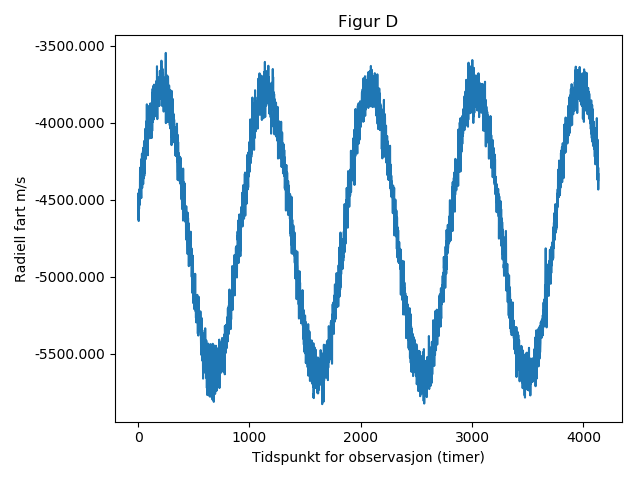 Figur D
-3500.000
-4000.000
-4500.000
-5000.000
-5500.000
Radiell fart m/s
0 1000 2000 3000 4000
Tidspunkt for observasjon (timer)